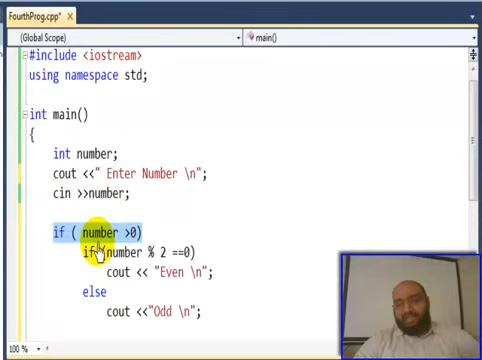 FourthProg.cpp*
(Global Scope) main()
#include <iostream>
using namespace std;
int main()
{
int number;
cout <<" Enter Number \n";
cin >>number;
if ( number >0)
if (number % 2 ==0)
cout << "Even \n";
else
cout <<"Odd \n";
100 %